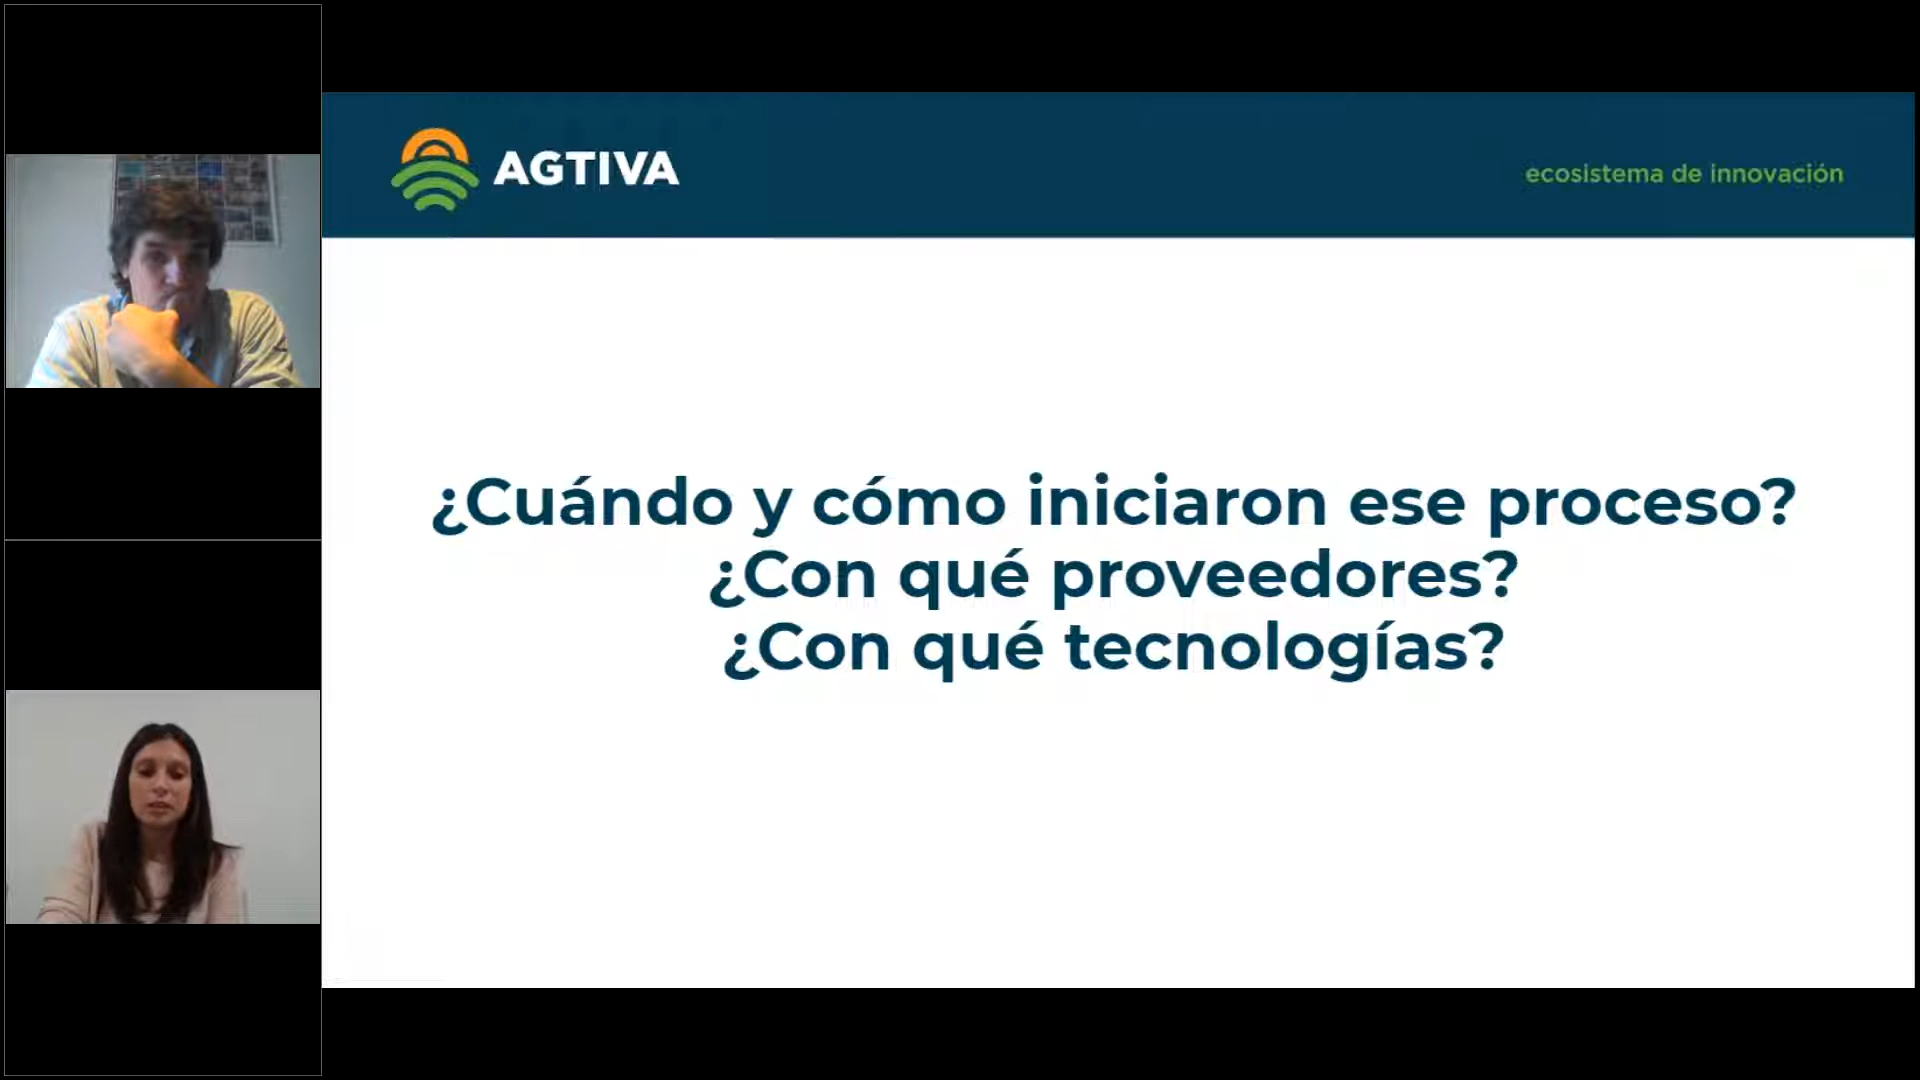 AGTIVA
ecosistema de innovación
¿Cuándo y cómo iniciaron ese proceso?
¿Con qué proveedores?
¿Con qué tecnologías?